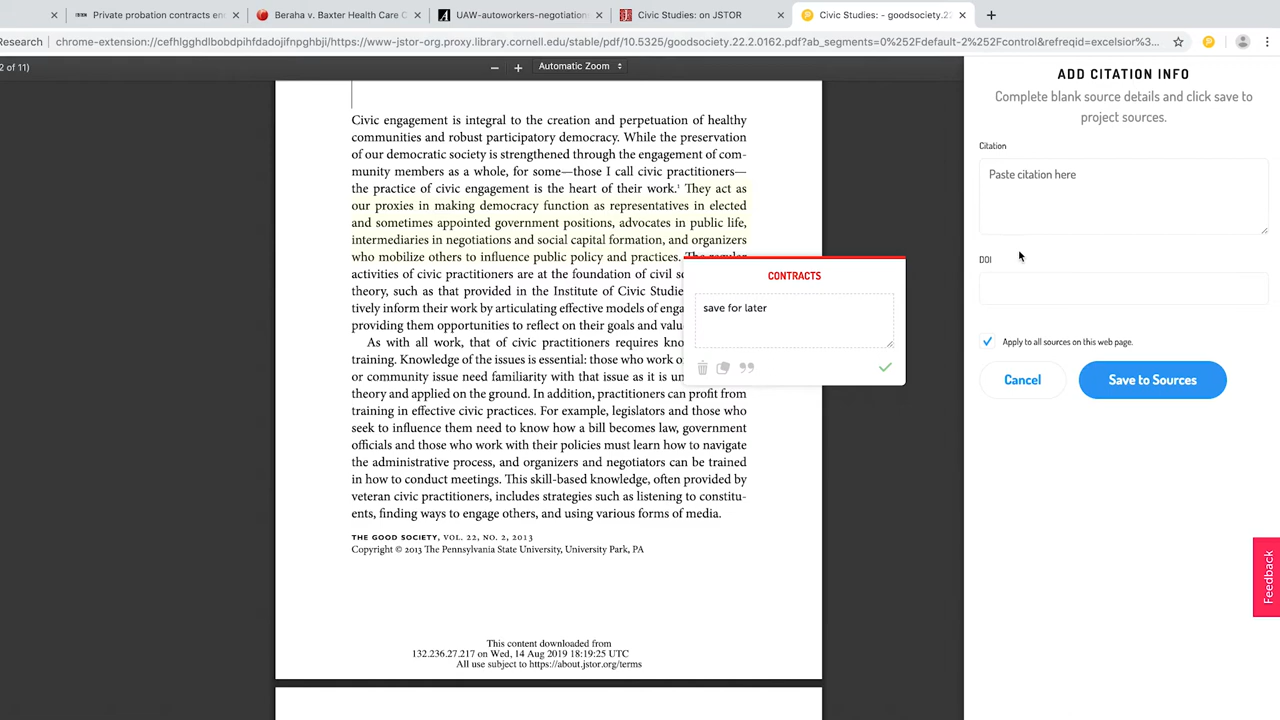 Private probation contracts en
Beraha v. Baxter Health Care C
UAW-autoworkers-negotiation
Civic Studies: on JSTOR
Civic Studies: - goodsociety.22
Research
chrome-extension://cefhlgghdlbobdpihfdadojifnpghbji/https://www-jstor-org.proxy.library.cornell.edu/stable/pdf/10.5325/goodsociety.22.2.0162.pdf?ab_segments=0%252Fdefault-2%252Fcontrol&refreqid=excelsior%3...
2 of 11)
Automatic Zoom
Civic engagement is integral to the creation and perpetuation of healthy
communities and robust participatory democracy. While the preservation
of our democratic society is strengthened through the engagement of com-
munity members as a whole, for some—those I call civic practitioners—
the practice of civic engagement is the heart of their work.¹ They act as
our proxies in making democracy function as representatives in elected
and sometimes appointed government positions, advocates in public life,
intermediaries in negotiations and social capital formation, and organizers
who mobilize others to influence public policy and practices. The regular
activities of civic practitioners are at the foundation of civil s
theory, such as that provided in the Institute of Civic Studie
tively inform their work by articulating effective models of enga
providing them opportunities to reflect on their goals and valu
As with all work, that of civic practitioners requires kno
training. Knowledge of the issues is essential: those who work o
or community issue need familiarity with that issue as it is un
theory and applied on the ground. In addition, practitioners can profit from
training in effective civic practices. For example, legislators and those who
seek to influence them need to know how a bill becomes law, government
officials and those who work with their policies must learn how to navigate
the administrative process, and organizers and negotiators can be trained
in how to conduct meetings. This skill-based knowledge, often provided by
veteran civic practitioners, includes strategies such as listening to constitu-
ents, finding ways to engage others, and using various forms of media.
THE GOOD SOCIETY, VOL. 22, NO. 2, 2013
Copyright © 2013 The Pennsylvania State University, University Park, PA
This content downloaded from
132.236.27.217 on Wed, 14 Aug 2019 18:19:25 UTC
All use subject to https://about.jstor.org/terms
CONTRACTS
save for later
ADD CITATION INFO
Complete blank source details and click save to
project sources.
Citation
Paste citation here
DOI
Apply to all sources on this web page.
Cancel
Save to Sources
Feedback